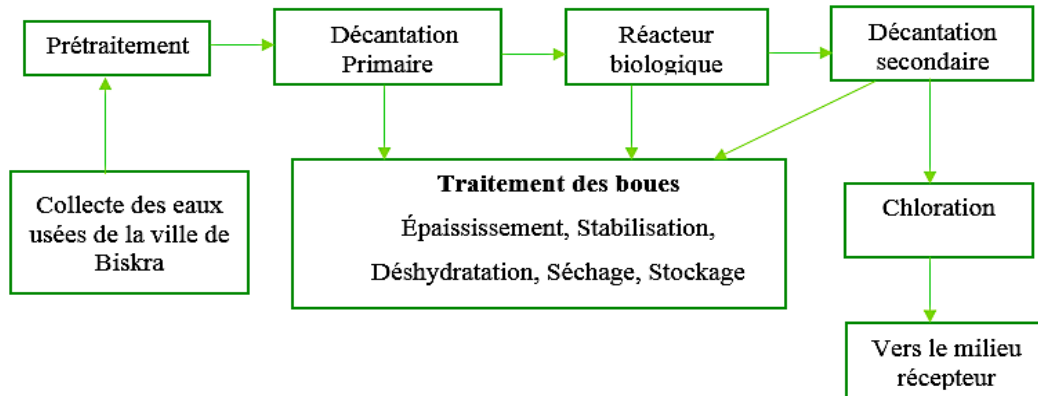 Prétraitement
Décantation
Primaire
Réacteur
biologique
Décantation
secondaire
Collecte des eaux
usées de la ville de
Biskra
Traitement des boues
Épaississement, Stabilisation,
Déshydratation, Séchage, Stockage
Chloration
Vers le milieu
récepteur